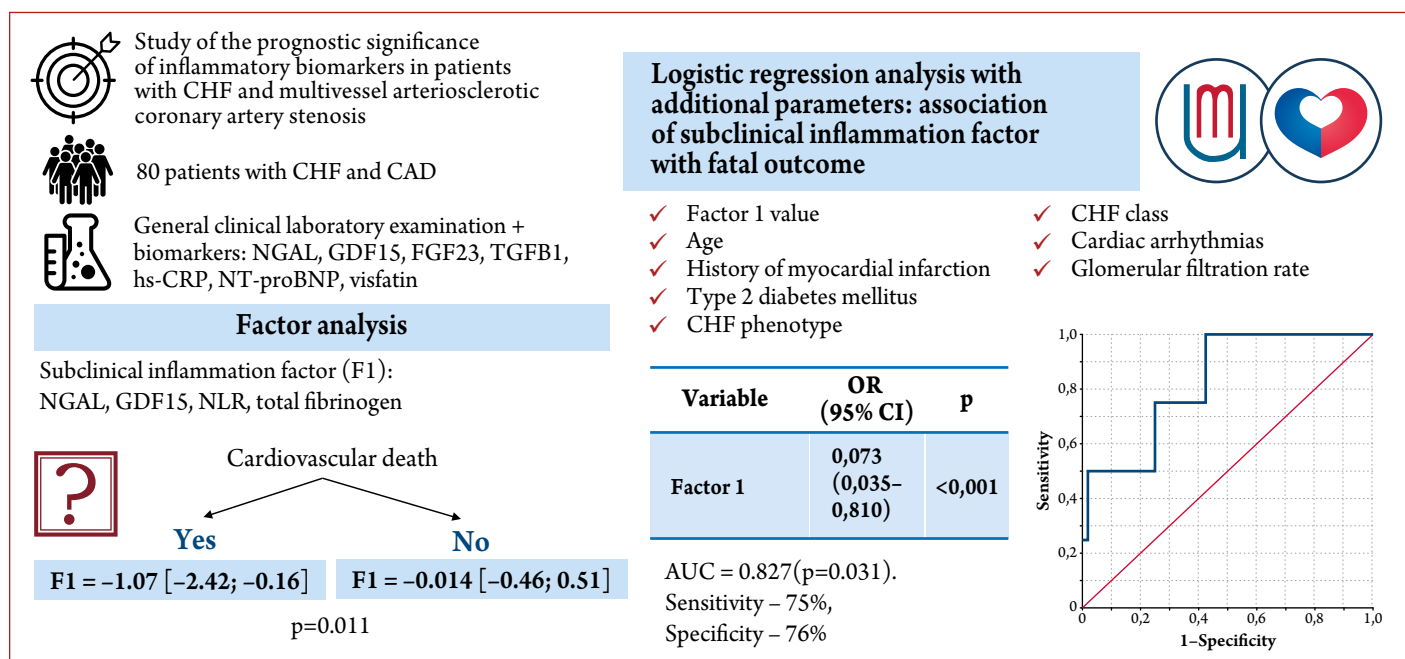 Study of the prognostic significance
of inflammatory biomarkers in patients
with CHF and multivessel arteriosclerotic
coronary artery stenosis
80 patients with CHF and CAD
General clinical laboratory examination +
biomarkers: NGAL, GDF15, FGF23, TGFB1,
hs-CRP, NT-proBNP, visfatin
Factor analysis
Subclinical inflammation factor (F1):
NGAL, GDF15, NLR, total fibrinogen
?
Cardiovascular death
Yes
No
F1 = –1.07 [–2.42; –0.16]
F1 = –0.014 [–0.46; 0.51]
p=0.011
Logistic regression analysis with
additional parameters: association
of subclinical inflammation factor
with fatal outcome
✓ Factor 1 value
✓ Age
✓ History of myocardial infarction
✓ Type 2 diabetes mellitus
✓ CHF phenotype
✓ CHF class
✓ Cardiac arrhythmias
✓ Glomerular filtration rate
Variable
OR
(95% CI)
p
Factor 1
0,073
(0,035–
0,810)
<0,001
AUC = 0.827(p=0.031).
Sensitivity – 75%,
Specificity – 76%
Sensitivity
1,0
0,8
0,6
0,4
0,2
0
0
0,2
0,4
0,6
0,8
1,0
1–Specificity